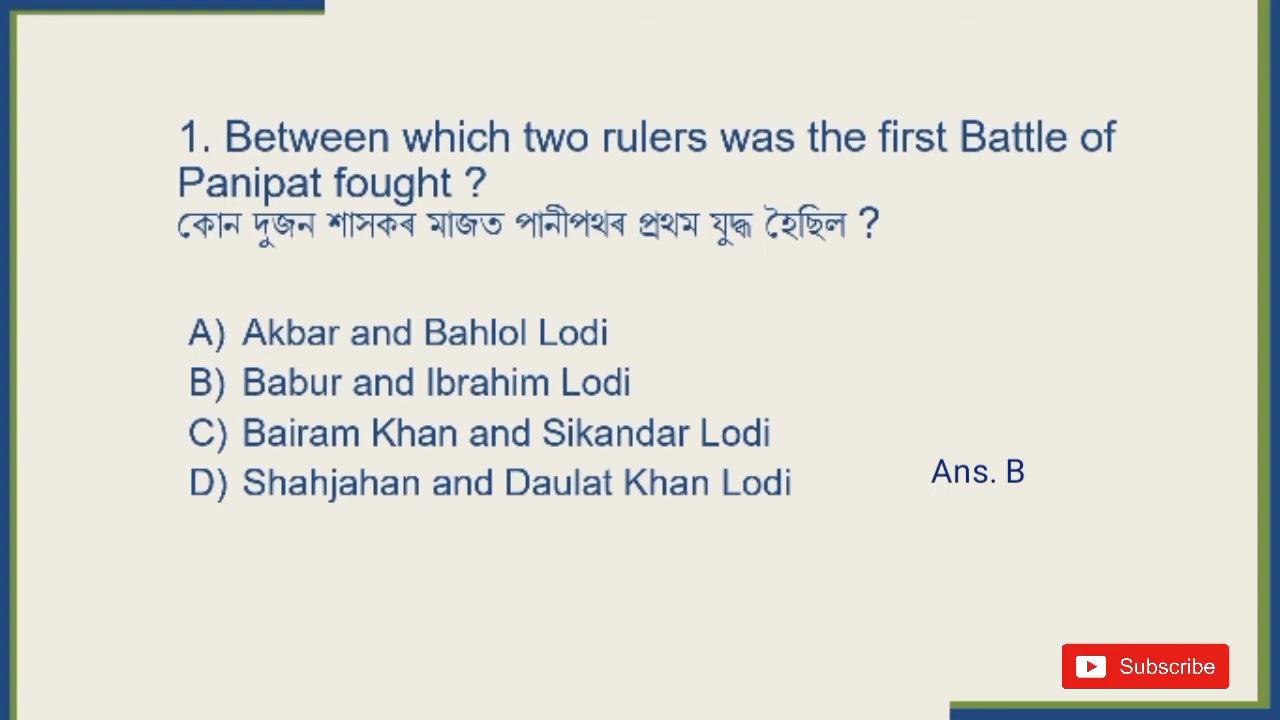 1. Between which two rulers was the first Battle of
Panipat fought ?
কোন দুজন শাসকৰ মাজত পানীপথৰ প্ৰথম যুদ্ধ হৈছিল ?
A) Akbar and Bahlol Lodi
B) Babur and Ibrahim Lodi
C) Bairam Khan and Sikandar Lodi
D) Shahjahan and Daulat Khan Lodi
Ans. B
Subscribe